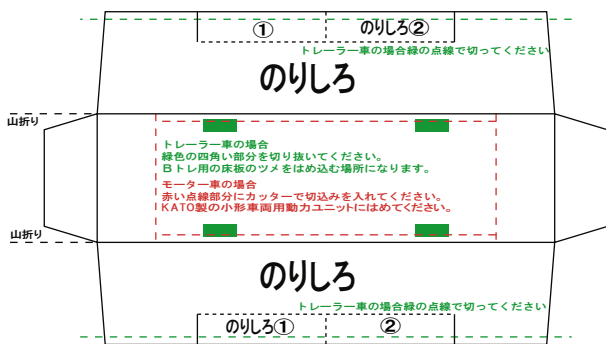 ① のりしろ②
トレーラー車の場合緑の点線で切ってください
のりしろ
山折り
トレーラー車の場合
緑色の四角い部分を切り抜いてください。
Bトレ用の床板のツメをはめ込む場所になります。
モーター車の場合
赤い点線部分にカッターで切込みを入れてください。
KATO製の小形車両用動力ユニットにはめてください。
山折り
のりしろ
トレーラー車の場合緑の点線で切ってください
のりしろ① ②